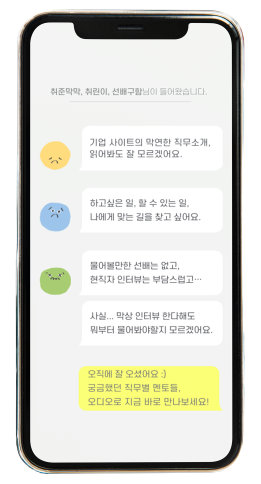 취준막막, 취린이, 선배구함님이 들어왔습니다.
기업 사이트의 막연한 직무소개,
읽어봐도 잘 모르겠어요.
하고싶은 일, 할 수 있는 일,
나에게 맞는 길을 찾고 싶어요.
물어볼만한 선배는 없고,
현직자 인터뷰는 부담스럽고…
사실... 막상 인터뷰 한다해도
뭐부터 물어봐야할지 모르겠어요.
오직에 잘 오셨어요 :)
궁금했던 직무별 멘토들,
오디오로 지금 바로 만나보세요!